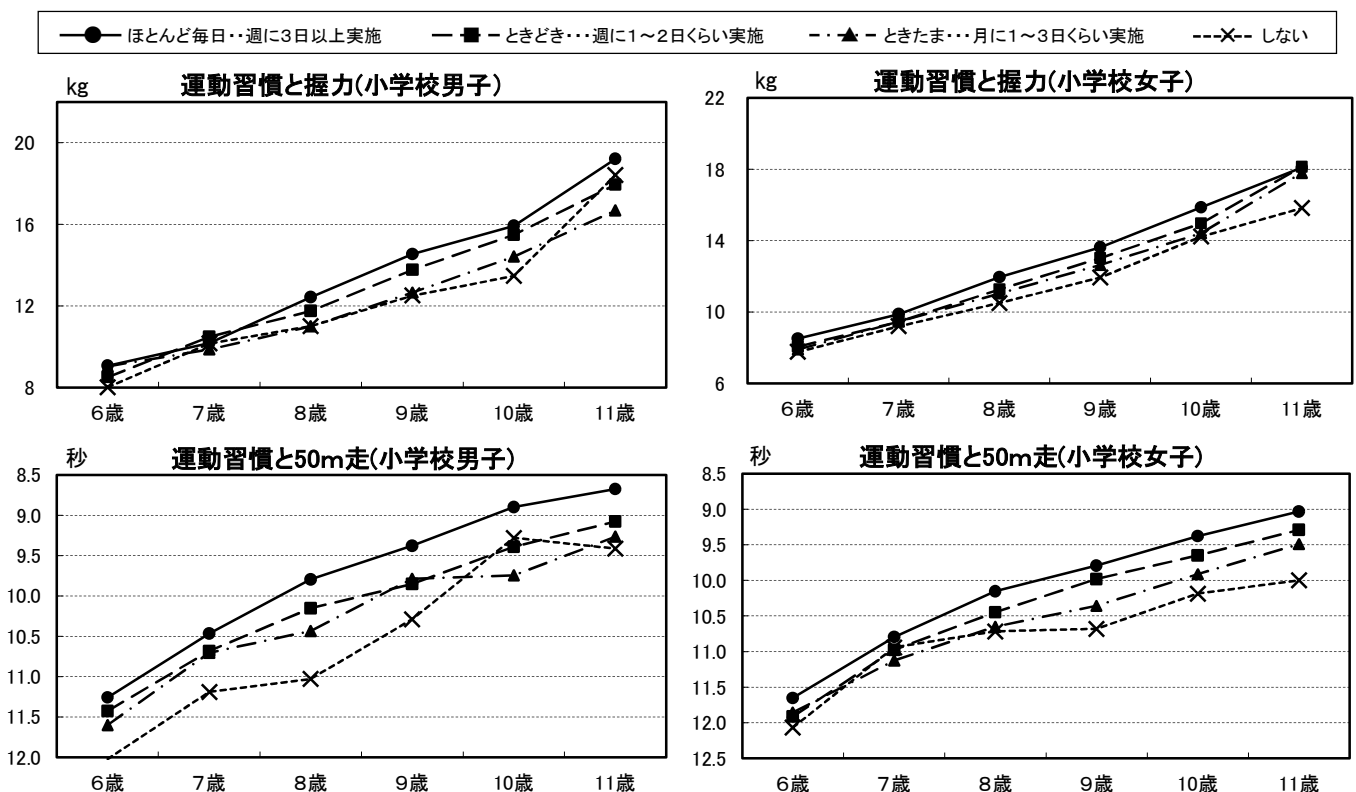 ほとんど毎日‥週に3日以上実施 ときどき･･･週に1～2日くらい実施 ときたま･･･月に1～3日くらい実施 しない
運動習慣と握力(小学校男子)
kg
20
16
12
8
6歳 7歳 8歳 9歳 10歳 11歳
運動習慣と握力(小学校女子)
kg
22
18
14
10
6
6歳 7歳 8歳 9歳 10歳 11歳
運動習慣と50m走(小学校男子)
秒
8.5
9.0
9.5
10.0
10.5
11.0
11.5
12.0
6歳 7歳 8歳 9歳 10歳 11歳
運動習慣と50m走(小学校女子)
秒
8.5
9.0
9.5
10.0
10.5
11.0
11.5
12.0
12.5
6歳 7歳 8歳 9歳 10歳 11歳